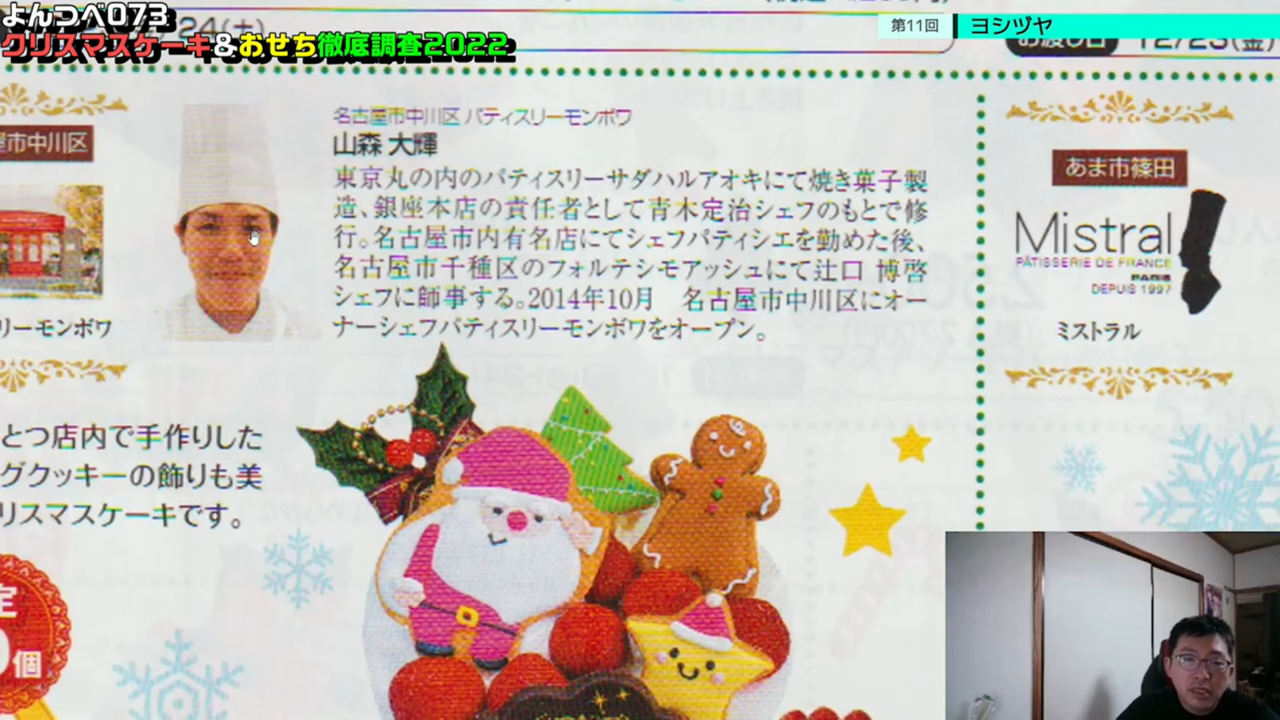 よんつべ073
クリスマスケーキ&おせち徹底調査2022
第11回
ヨシヅヤ
24(土)
お渡し日 12/23(金)
屋市中川区
リーモンボワ
名古屋市中川区 パティスリーモンボワ
山森 大輝
東京丸の内のパティスリーサダハルアオキにて焼き菓子製
造、銀座本店の責任者として青木定治シェフのもとで修
行。名古屋市内有名店にてシェフパティシエを勤めた後、
名古屋市千種区のフォルテシモアッシュにて辻口 博啓
シェフに師事する。2014年10月 名古屋市中川区にオー
ナーシェフパティスリーモンボワをオープン。
あま市篠田
Mistral
PÂTISSERIE DE FRANCE
PARIS
DEPUIS 1997
ミストラル
とつ店内で手作りした
グクッキーの飾りも美
リスマスケーキです。
定
0個